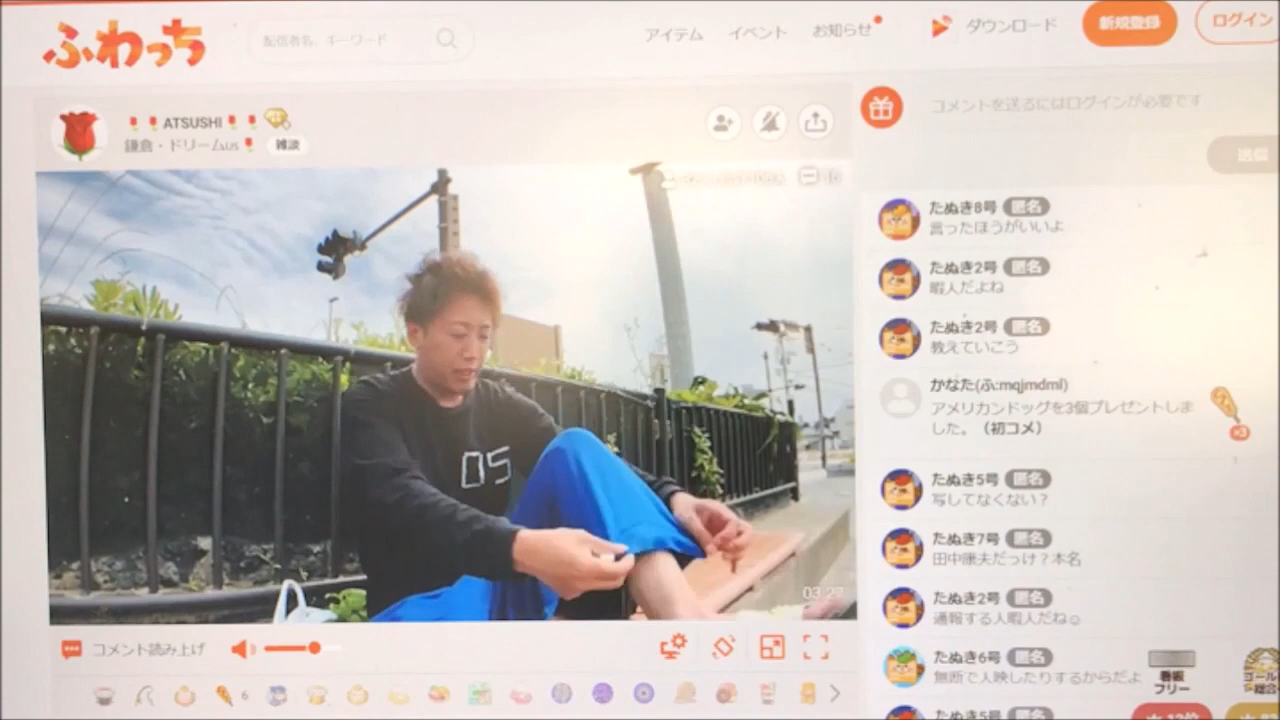 ふわっち
配信者名、キーワード
アイテム イベント お知らせ ダウンロード 新規登録 ログイン
ATSUSHI
鎌倉・ドリームus 雑談
コメントを送るにはログインが必要です
送信
たぬき8号 匿名
言ったほうがいいよ
たぬき2号 匿名
暇人だよね
たぬき2号 匿名
教えていこう
かなた(ふ:mqjmdml)
アメリカンドッグを3個プレゼントしま
した。(初コメ)
×3
たぬき5号 匿名
写してなくない?
たぬき7号 匿名
田中康夫だっけ?本名
たぬき2号 匿名
通報する人暇人だね
たぬき6号 匿名
無断で人映したりするからだよ
たぬき5号 匿名
05
03:27
コメント読み上げ
6
看板
フリー